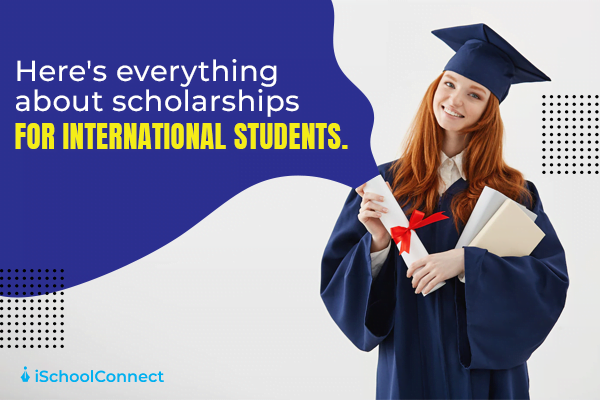 Here's everything
about scholarships
FOR INTERNATIONAL STUDENTS.
iSchoolConnect